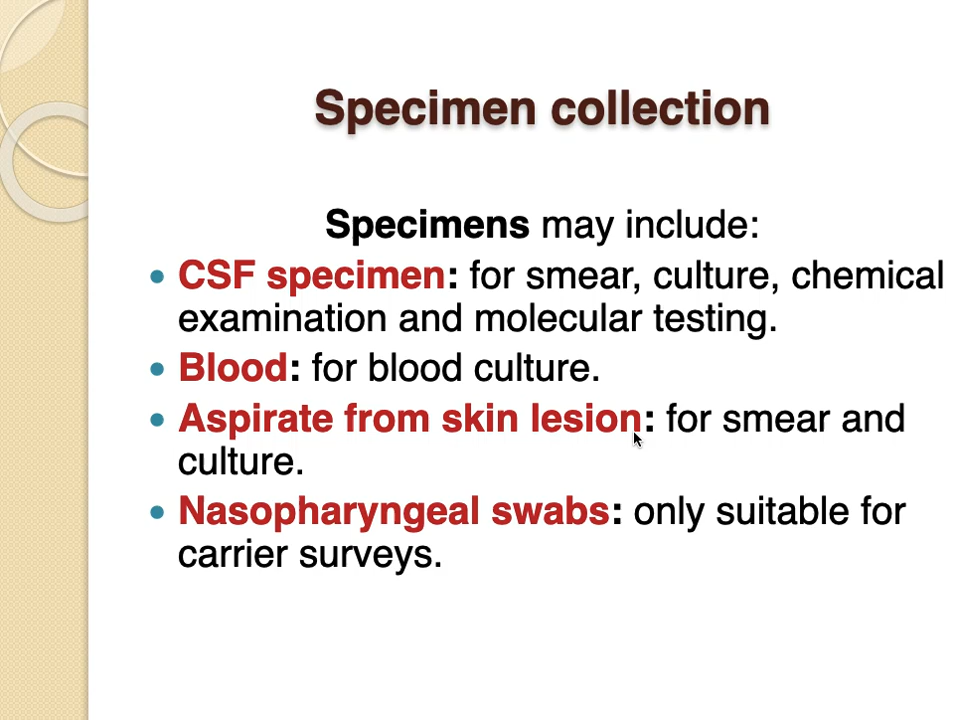 Specimen collection
Specimens may include:
• CSF specimen: for smear, culture, chemical
examination and molecular testing.
• Blood: for blood culture.
• Aspirate from skin lesion: for smear and
culture.
• Nasopharyngeal swabs: only suitable for
carrier surveys.